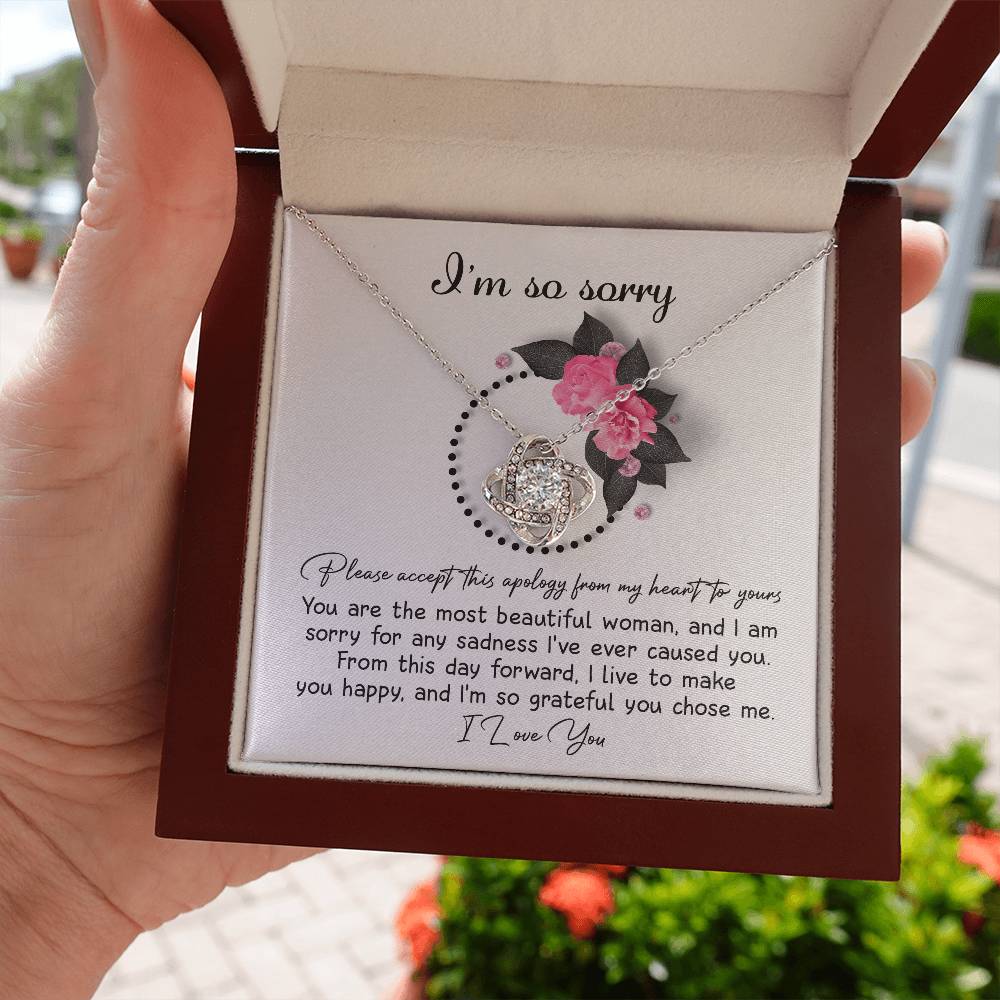 I'm so sorry
Please accept this apology from my heart to yours
You are the most beautiful woman, and I am
sorry for any sadness I've ever caused you.
From this day forward, I live to make
you happy, and I'm so grateful you chose me.
I Love You